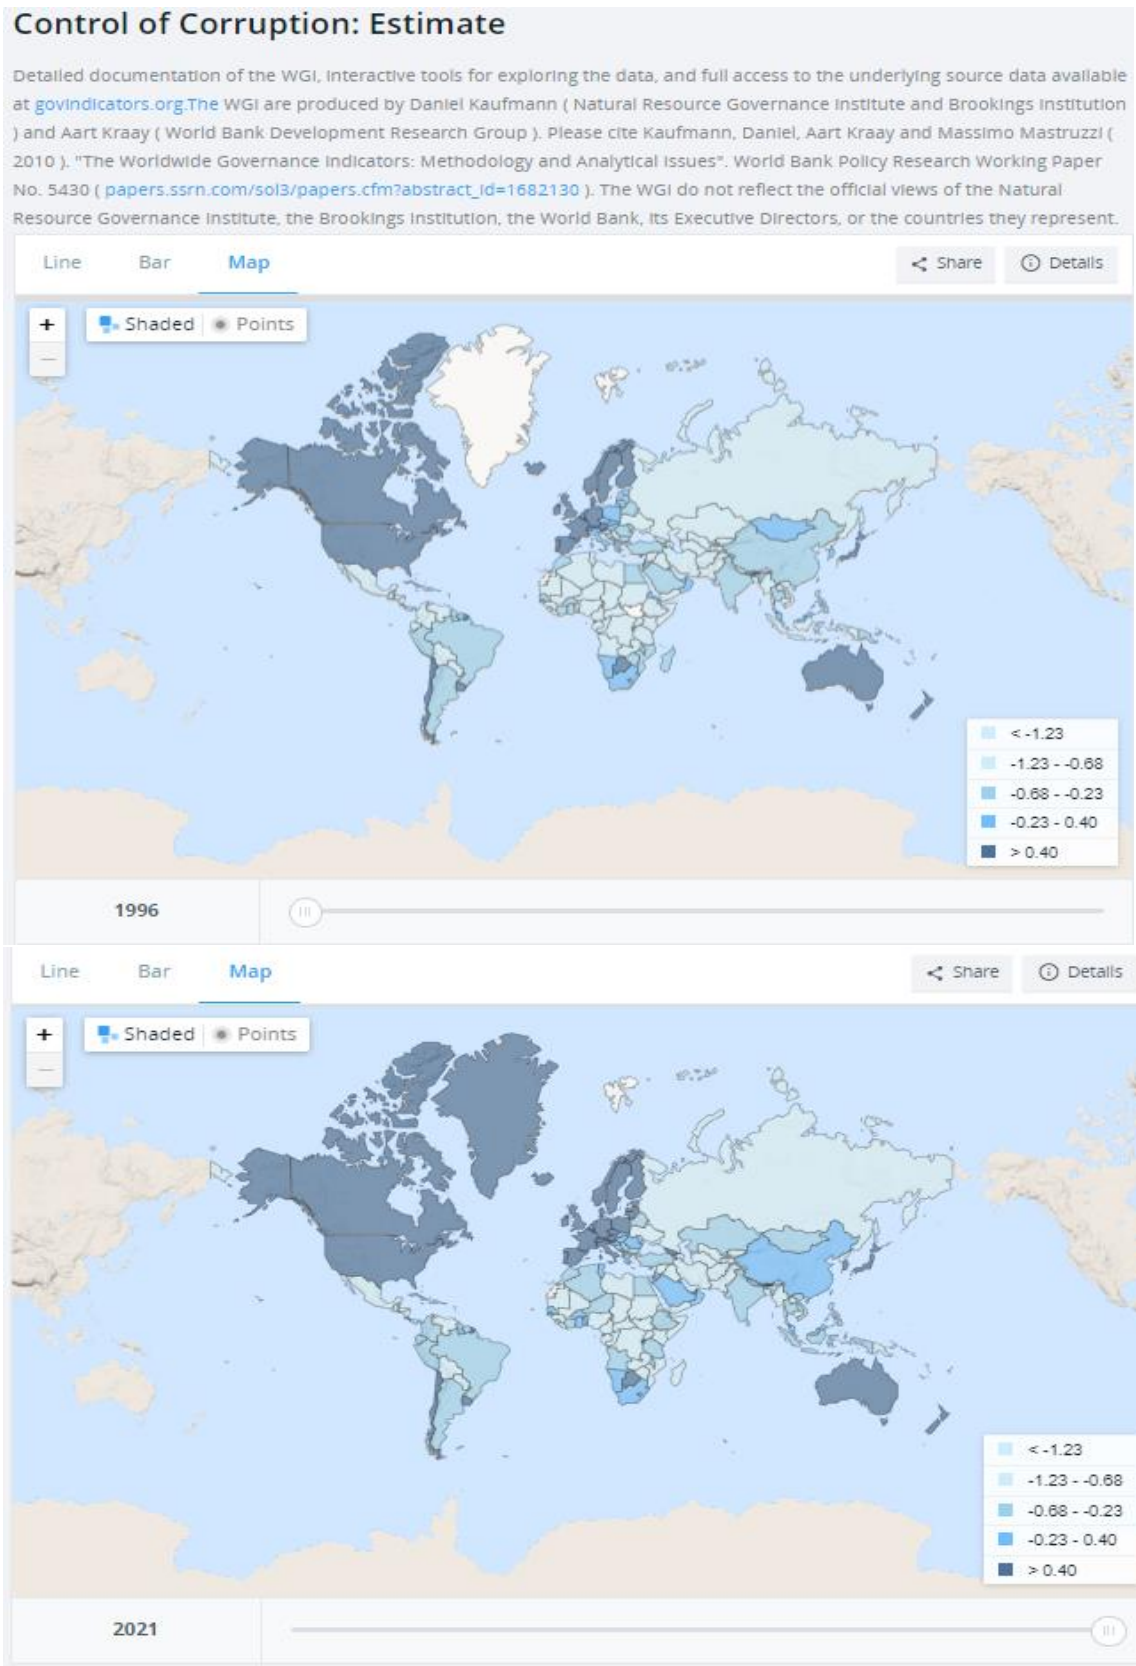 Control of Corruption: Estimate
Detailed documentation of the WGI, interactive tools for exploring the data, and full access to the underlying source data available
at govindicators.org.The WGI are produced by Daniel Kaufmann ( Natural Resource Governance Institute and Brookings Institution
) and Aart Kraay ( World Bank Development Research Group ). Please cite Kaufmann, Daniel, Aart Kraay and Massimo Mastruzzi (
2010 ). "The Worldwide Governance Indicators: Methodology and Analytical Issues". World Bank Policy Research Working Paper
No. 5430 ( papers.ssrn.com/sol3/papers.cfm?abstract_id=1682130 ). The WGI do not reflect the official views of the Natural
Resource Governance Institute, the Brookings Institution, the World Bank, its Executive Directors, or the countries they represent.
Line Bar Map Share Details
+ Shaded Points
−
< -1.23
-1.23 - -0.68
-0.68 - -0.23
-0.23 - 0.40
> 0.40
1996
Line Bar Map Share Details
+ Shaded Points
−
< -1.23
-1.23 - -0.68
-0.68 - -0.23
-0.23 - 0.40
> 0.40
2021